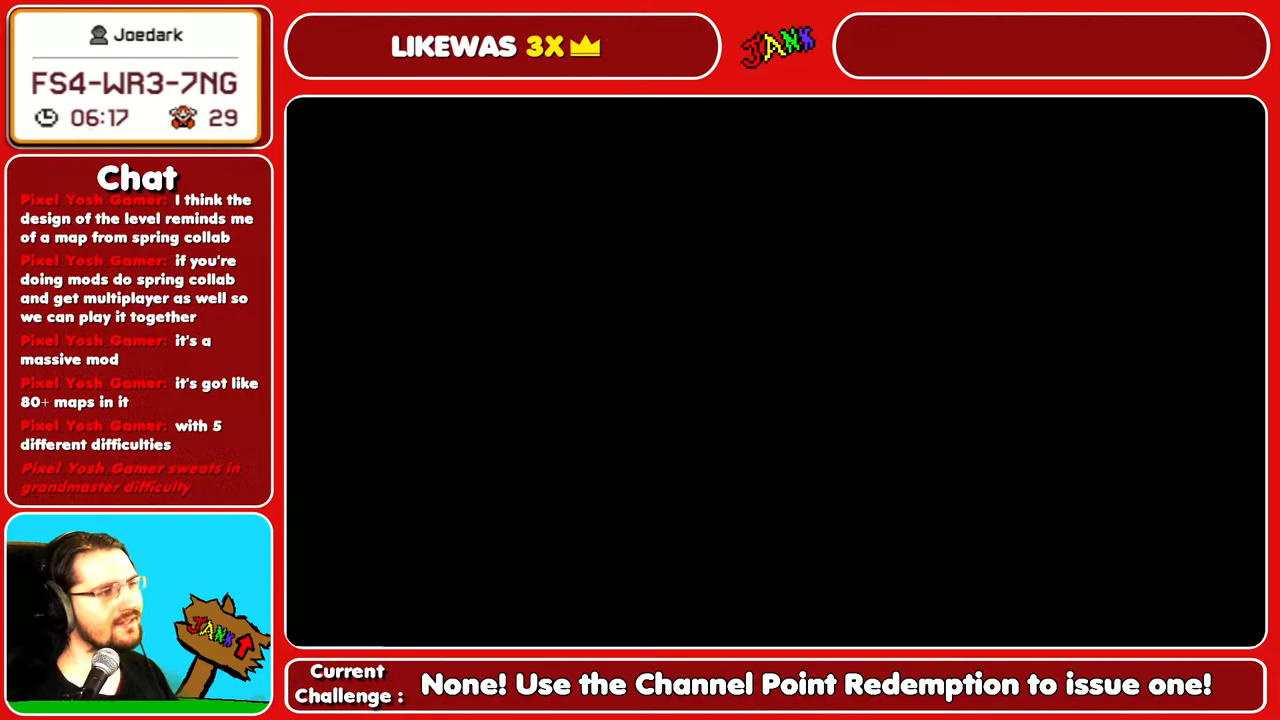 Joedark
FS4-WR3-7NG
06:17 29
LIKEWAS 3X
JANK
Chat
Pixel Yosh Gamer: I think the
design of the level reminds me
of a map from spring collab
Pixel Yosh Gamer: if you're
doing mods do spring collab
and get multiplayer as well so
we can play it together
Pixel Yosh Gamer: it's a
massive mod
Pixel Yosh Gamer: it's got like
80+ maps in it
Pixel Yosh Gamer: with 5
different difficulties
Pixel Yosh Gamer sweats in
grandmaster difficulty
JANK
Current
Challenge :
None! Use the Channel Point Redemption to issue one!